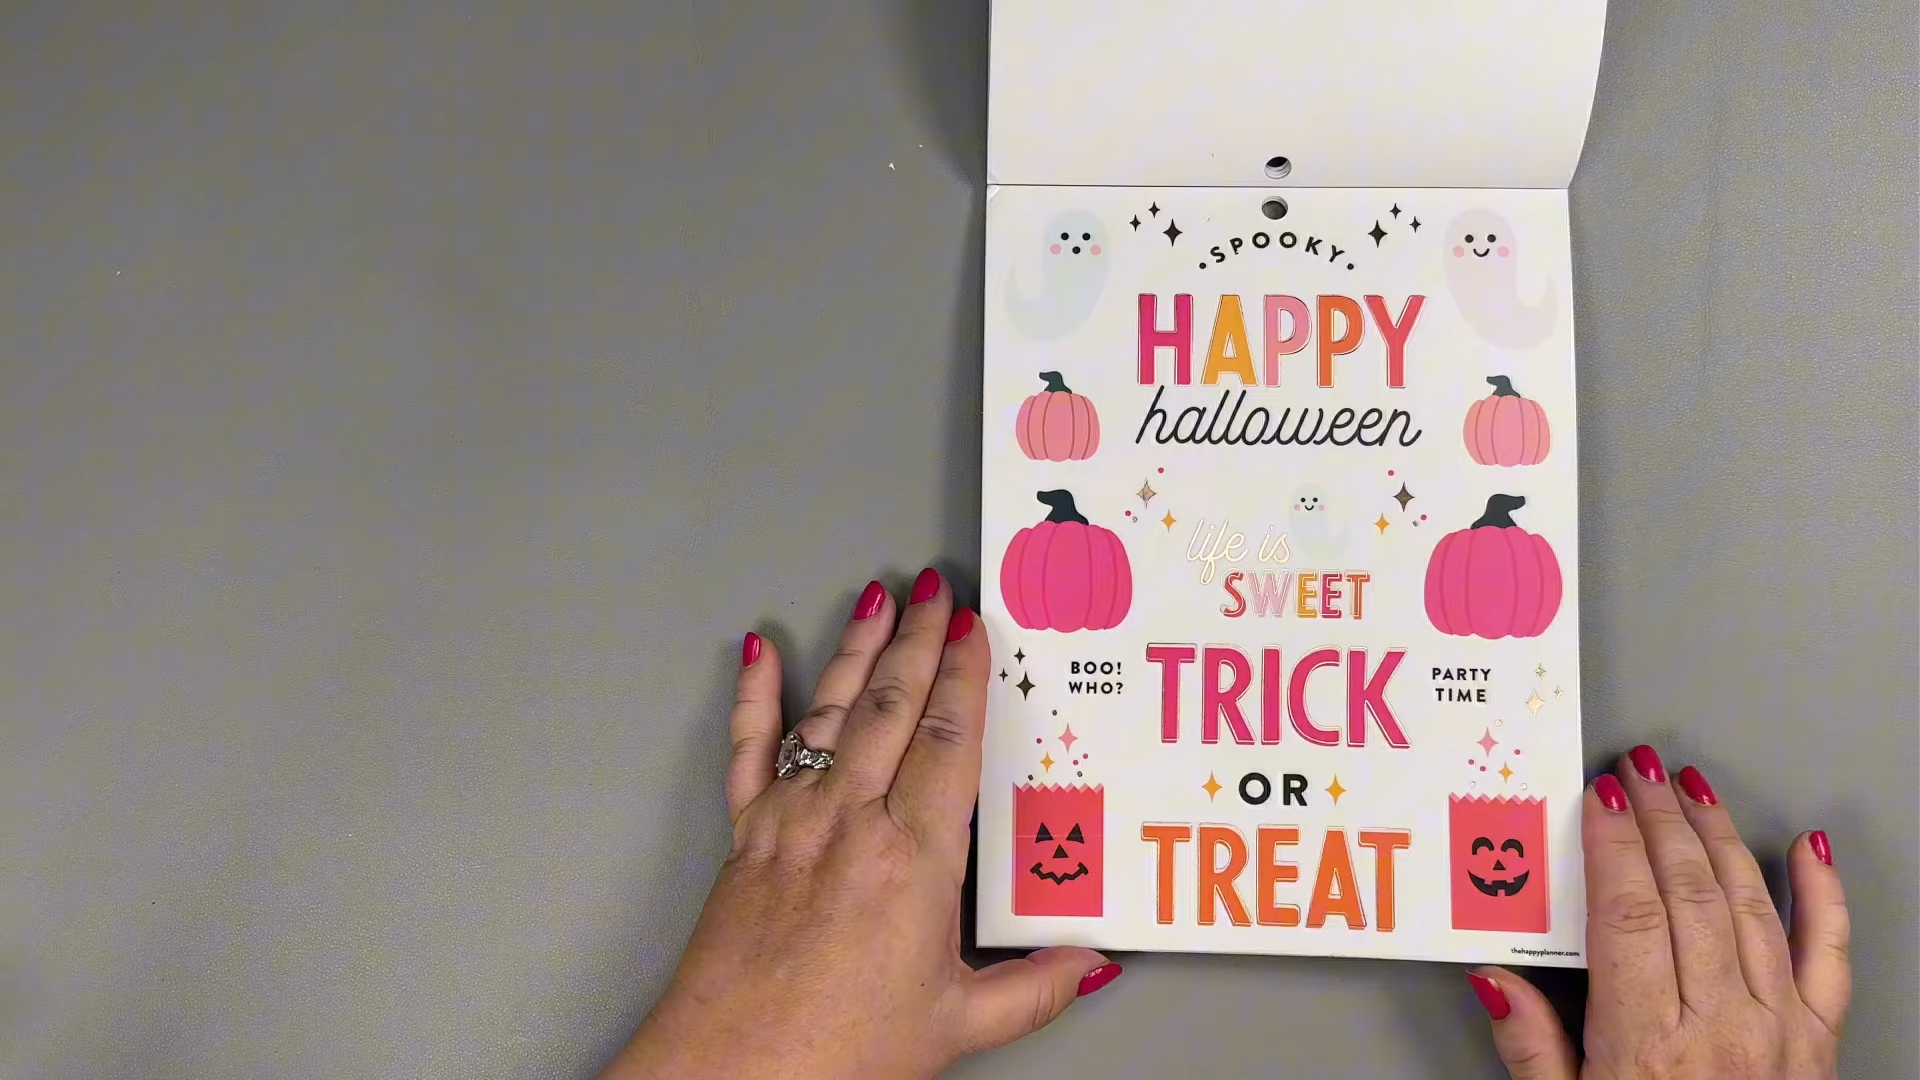 • SPOOKY •
HAPPY
halloween
life is
SWEET
BOO!
WHO?
TRICK
PARTY
TIME
OR
TREAT
thehappyplanner.com